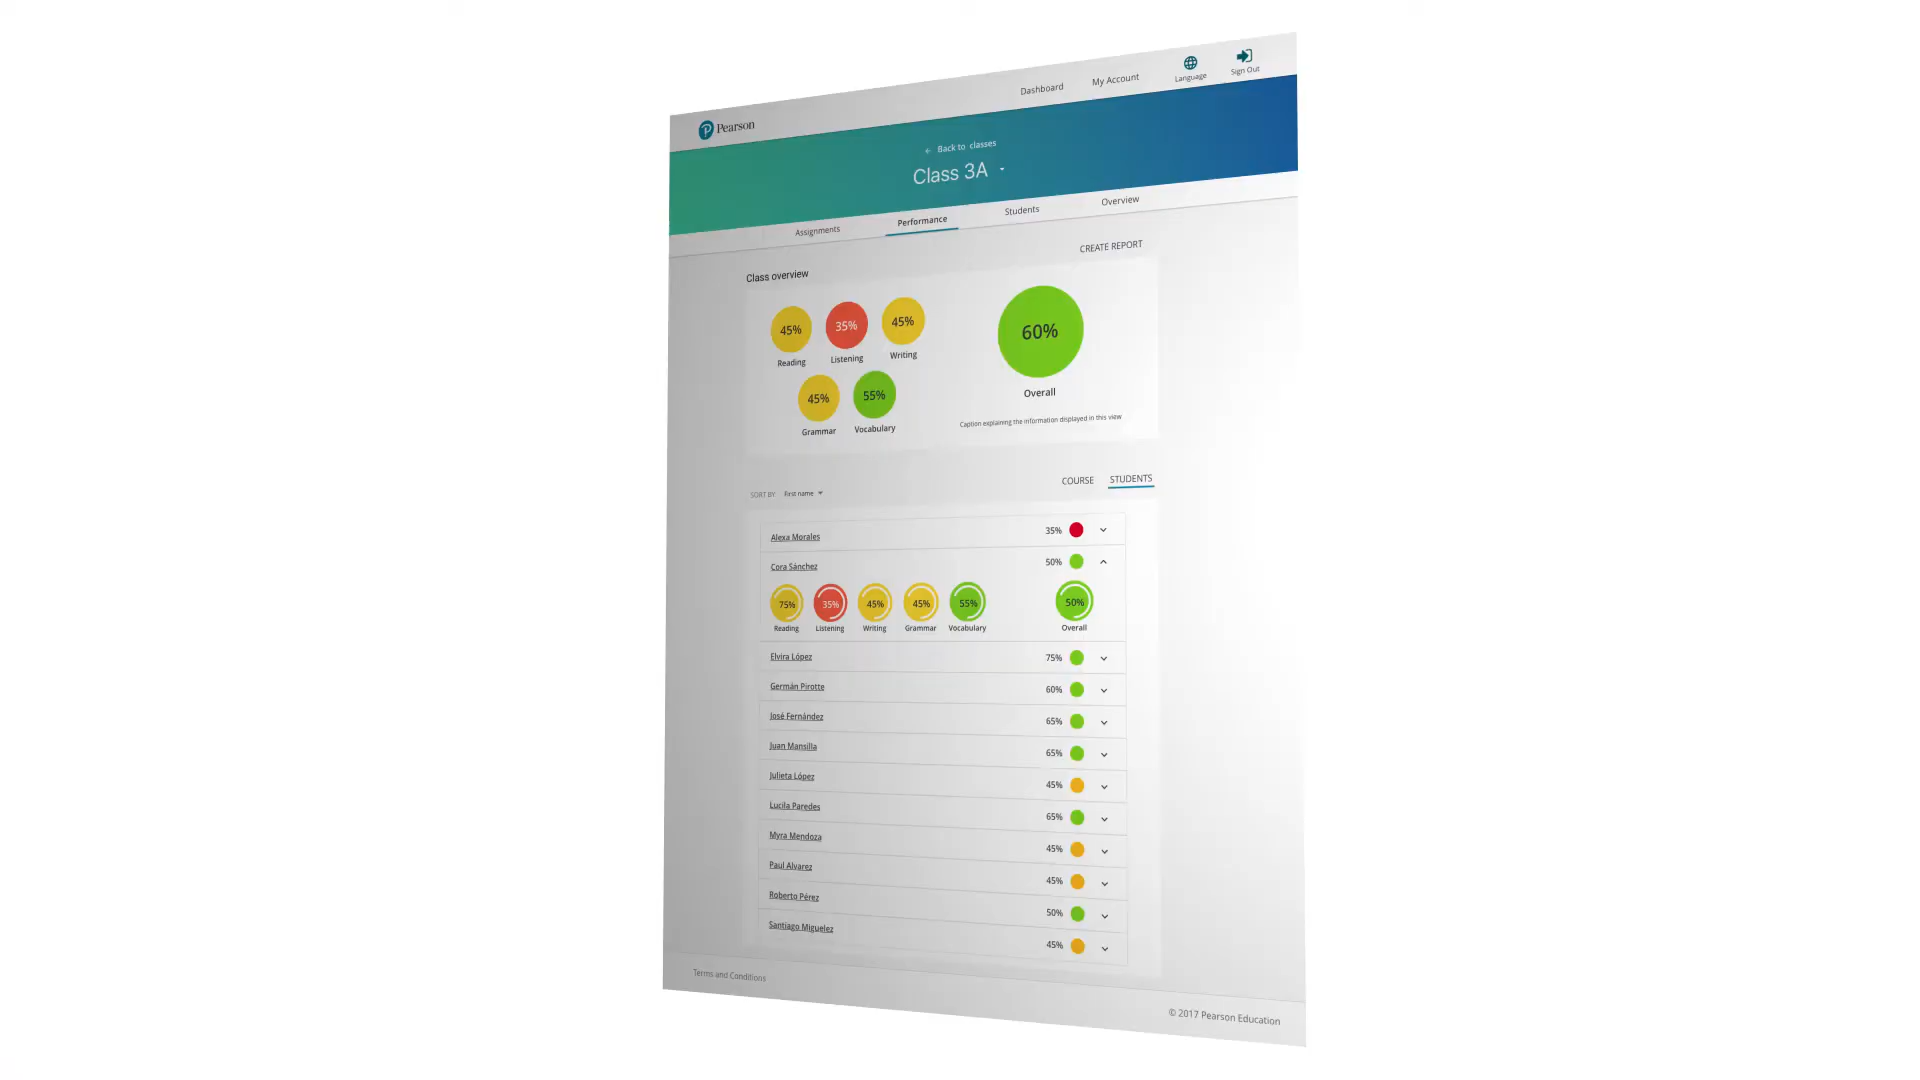 Pearson
Dashboard
My Account
Language
Sign Out
← Back to classes
Class 3A
Assignments
Performance
Students
Overview
CREATE REPORT
Class overview
45%
35%
45%
Reading
Listening
Writing
45%
55%
Grammar
Vocabulary
60%
Overall
Caption explaining the information displayed in this view
SORT BY First name
COURSE
STUDENTS
Alexa Morales 35%
Cora Sánchez 50%
75% 35% 45% 45% 55% 50%
Reading Listening Writing Grammar Vocabulary Overall
Elvira López 75%
Germán Pirotte 60%
José Fernández 65%
Juan Mansilla 65%
Julieta López 45%
Lucila Paredes 65%
Myra Mendoza 45%
Paul Alvarez 45%
Roberto Pérez 50%
Santiago Miguelez 45%
Terms and Conditions
© 2017 Pearson Education